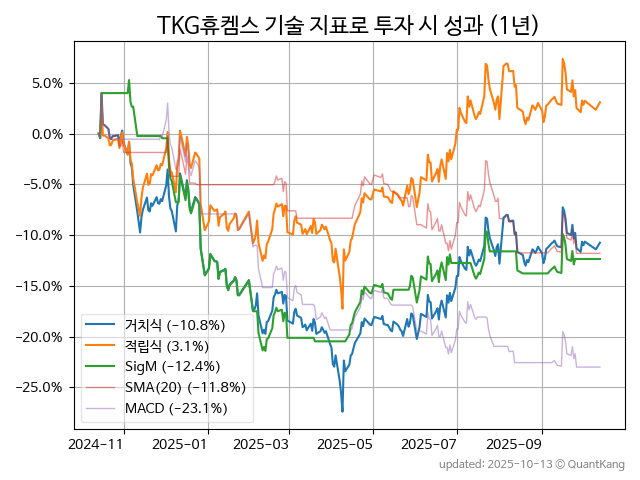 TKG휴켐스 기술 지표로 투자 시 성과 (1년)
5.0%
0.0%
−5.0%
−10.0%
−15.0%
−20.0%
−25.0%
거치식 (−10.8%)
적립식 (3.1%)
SigM (−12.4%)
SMA(20) (−11.8%)
MACD (−23.1%)
2024−11 2025−01 2025−03 2025−05 2025−07 2025−09
updated: 2025-10-13 © QuantKang